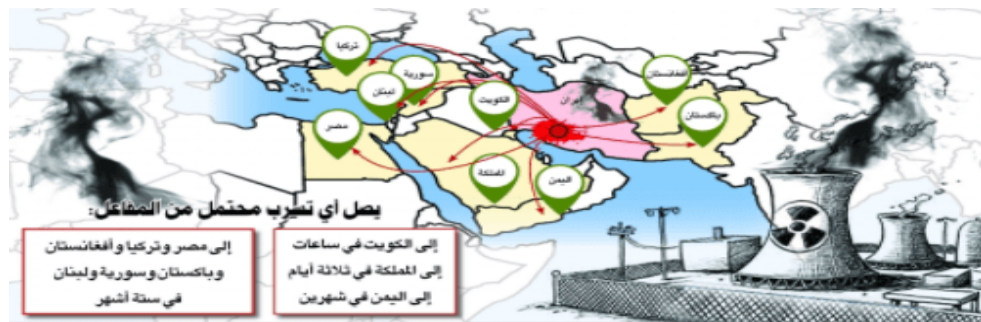 تركيا
سورية
لبنان
مصر
الكويت
إيران
أفغانستان
باكستان
المملكة
اليمن
يصل أي تسرب محتمل من المفاعل:
إلى الكويت في ساعات
إلى المملكة في ثلاثة أيام
إلى اليمن في شهرين
إلى مصر وتركيا وأفغانستان
وباكستان وسورية ولبنان
في ستة أشهر